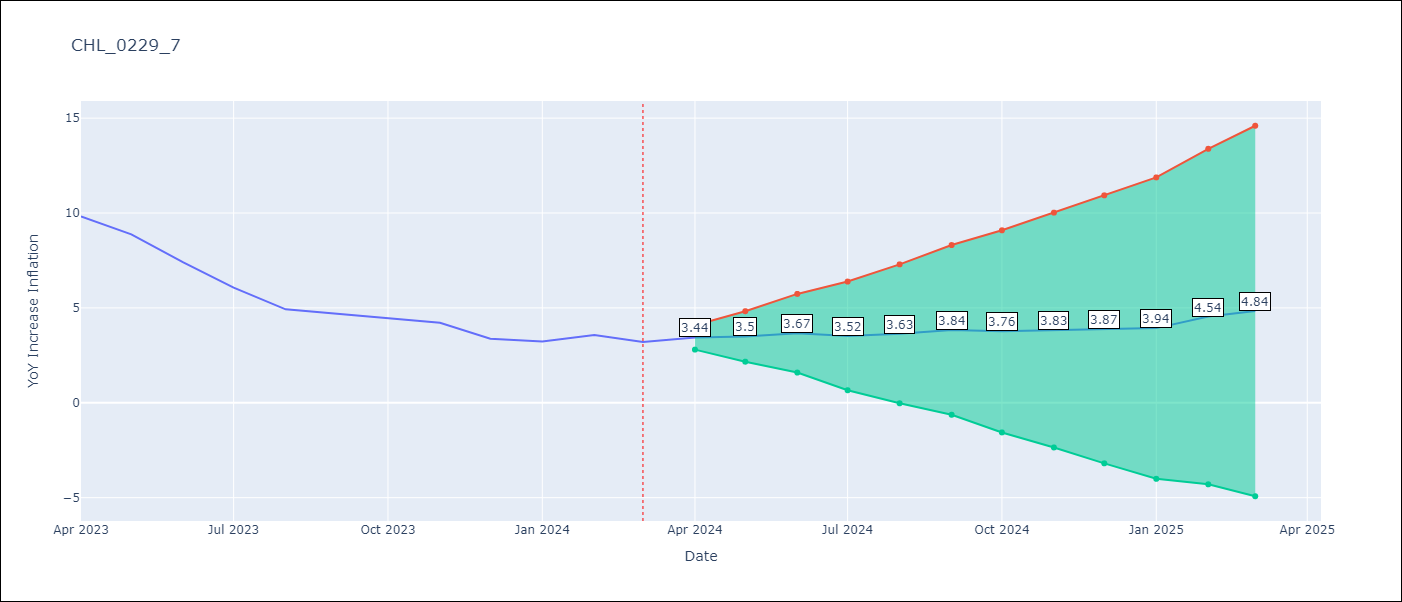 CHL_0229_7
YoY Increase Inflation
15
10
5
0
−5
3.44
3.5
3.67
3.52
3.63
3.84
3.76
3.83
3.87
3.94
4.54
4.84
Apr 2023
Jul 2023
Oct 2023
Jan 2024
Apr 2024
Jul 2024
Oct 2024
Jan 2025
Apr 2025
Date